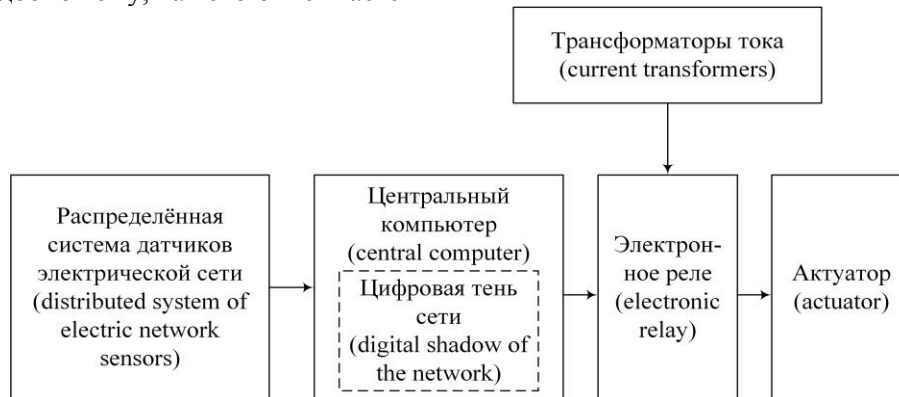 Трансформаторы тока
(current transformers)
Распределённая
система датчиков
электрической сети
(distributed system of
electric network
sensors)
Центральный
компьютер
(central computer)
Цифровая тень
сети
(digital shadow of
the network)
Электрон-
ное реле
(electronic
relay)
Актуатор
(actuator)